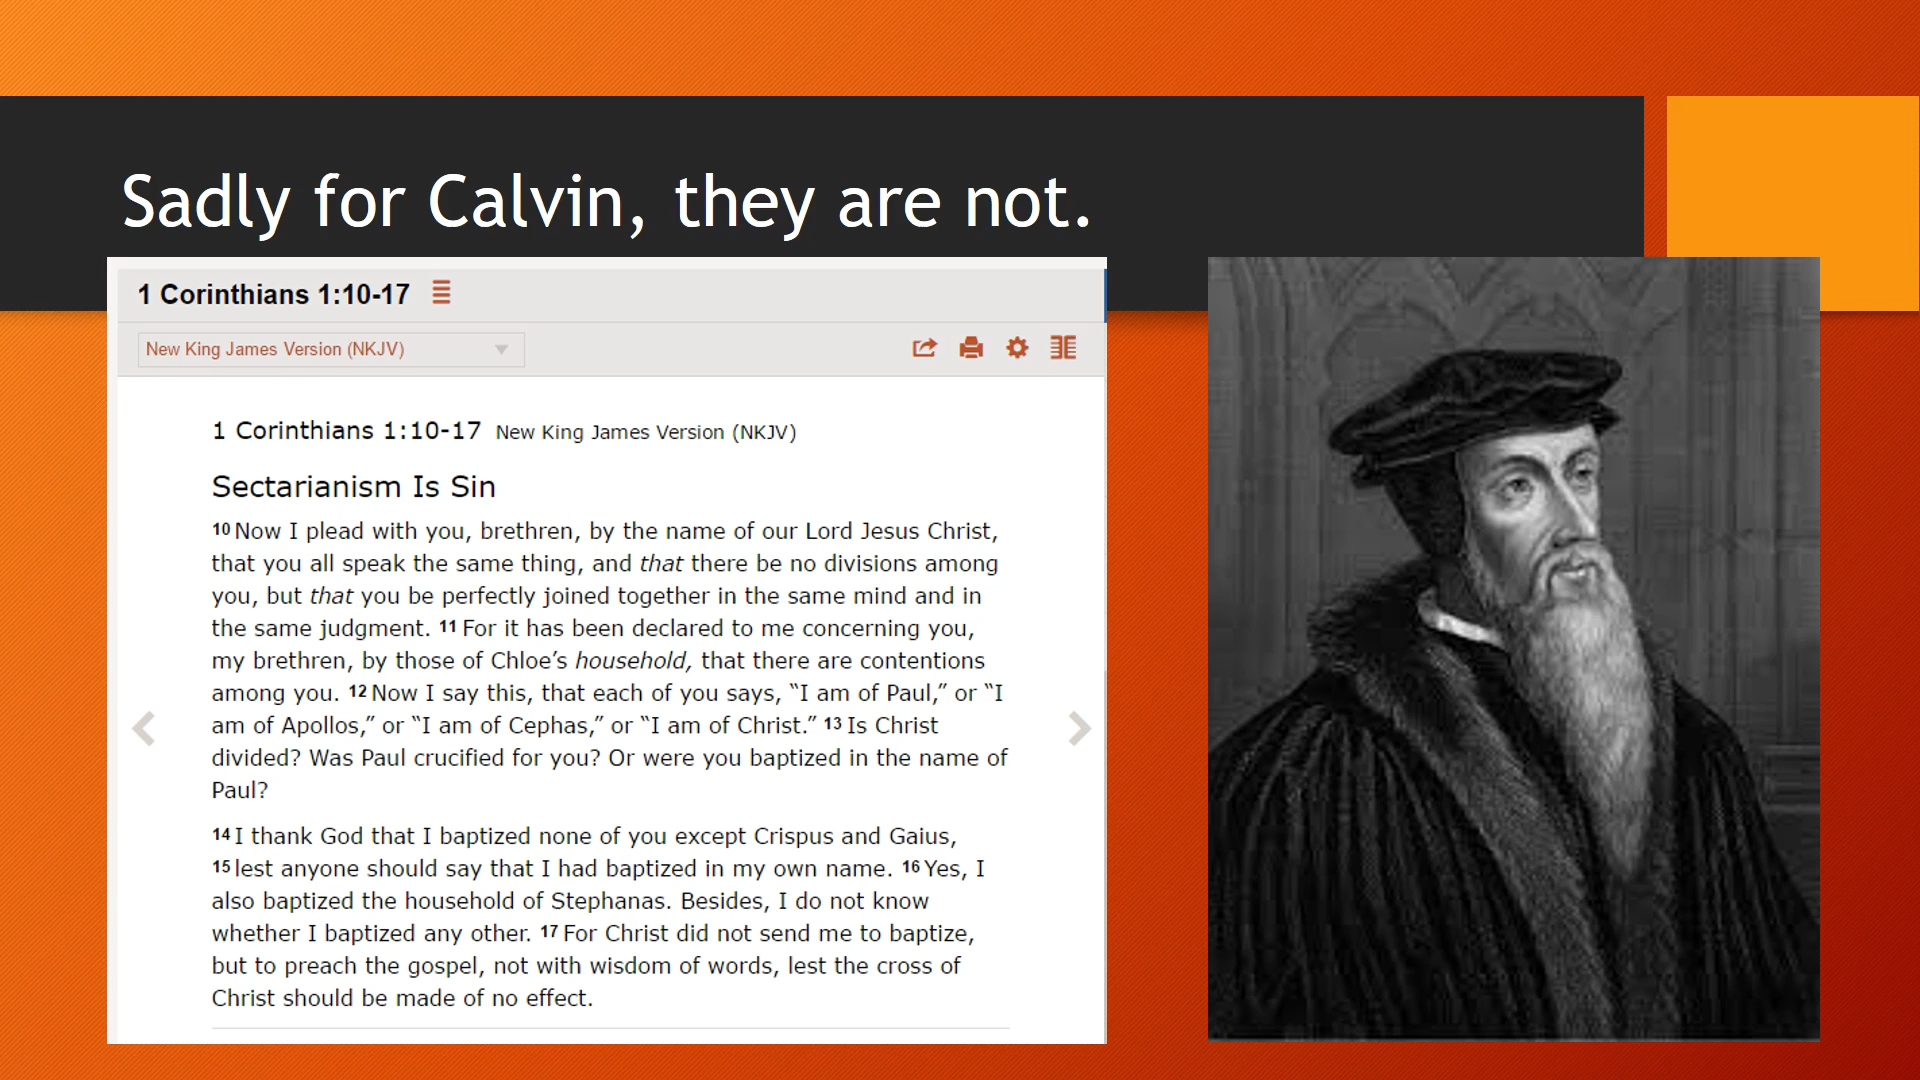 Sadly for Calvin, they are not.
1 Corinthians 1:10-17
New King James Version (NKJV)
1 Corinthians 1:10-17 New King James Version (NKJV)
Sectarianism Is Sin
10 Now I plead with you, brethren, by the name of our Lord Jesus Christ,
that you all speak the same thing, and that there be no divisions among
you, but that you be perfectly joined together in the same mind and in
the same judgment. 11 For it has been declared to me concerning you,
my brethren, by those of Chloe’s household, that there are contentions
among you. 12 Now I say this, that each of you says, “I am of Paul,” or “I
am of Apollos,” or “I am of Cephas,” or “I am of Christ.” 13 Is Christ
divided? Was Paul crucified for you? Or were you baptized in the name of
Paul?
14 I thank God that I baptized none of you except Crispus and Gaius,
15 lest anyone should say that I had baptized in my own name. 16 Yes, I
also baptized the household of Stephanas. Besides, I do not know
whether I baptized any other. 17 For Christ did not send me to baptize,
but to preach the gospel, not with wisdom of words, lest the cross of
Christ should be made of no effect.